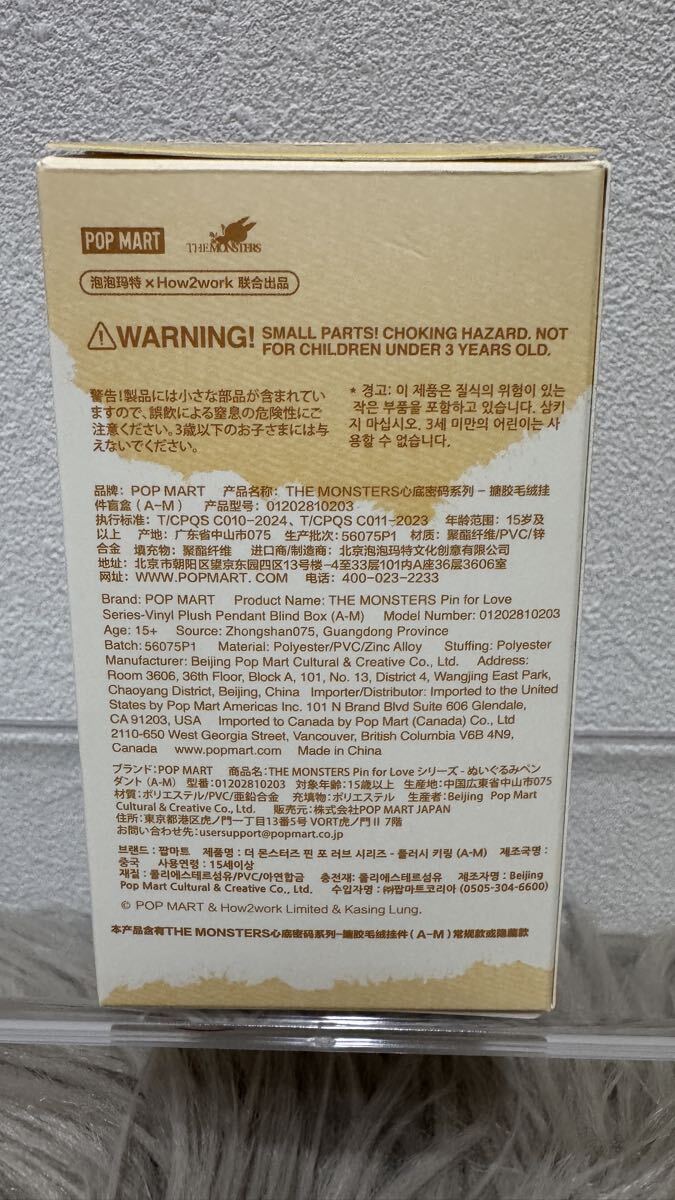 POP MART THE MONSTERS
泡泡玛特×How2work 联合出品
WARNING! SMALL PARTS! CHOKING HAZARD. NOT
FOR CHILDREN UNDER 3 YEARS OLD.
警告!製品には小さな部品が含まれてい
ますので、誤飲による窒息の危険性にご
注意ください。3歳以下のお子さまには与
えないでください。
* 경고: 이 제품은 질식의 위험이 있는
작은 부품을 포함하고 있습니다. 삼키
지 마십시오. 3세 미만의 어린이는 사
용할 수 없습니다.
品牌: POP MART 产品名称: THE MONSTERS心底密码系列 – 搪胶毛绒挂
件盲盒 (A–M) 产品型号: 01202810203
执行标准: T/CPQS C010-2024、T/CPQS C011-2023 年龄范围: 15岁及
以上 产地: 广东省中山市075 生产批次: 56075P1 材质: 聚酯纤维/PVC/锌
合金 填充物: 聚酯纤维 进口商/制造商: 北京泡泡玛特文化创意有限公司
地址: 北京市朝阳区望京东园四区13号楼-4至33层101内A座36层3606室
网址: WWW.POPMART.COM 电话: 400-023-2233
Brand: POP MART Product Name: THE MONSTERS Pin for Love
Series-Vinyl Plush Pendant Blind Box (A-M) Model Number: 01202810203
Age: 15+ Source: Zhongshan075, Guangdong Province
Batch: 56075P1 Material: Polyester/PVC/Zinc Alloy Stuffing: Polyester
Manufacturer: Beijing Pop Mart Cultural & Creative Co., Ltd. Address:
Room 3606, 36th Floor, Block A, 101, No. 13, District 4, Wangjing East Park,
Chaoyang District, Beijing, China Importer/Distributor: Imported to the United
States by Pop Mart Americas Inc. 101 N Brand Blvd Suite 606 Glendale,
CA 91203, USA Imported to Canada by Pop Mart (Canada) Co., Ltd
2110-650 West Georgia Street, Vancouver, British Columbia V6B 4N9,
Canada www.popmart.com Made in China
ブランド:POP MART 商品名:THE MONSTERS Pin for Love シリーズ - ぬいぐるみペン
ダント (A-M) 型番:01202810203 対象年齢:15歳以上 生産地:中国広東省中山市075
材質:ポリエステル/PVC/亜鉛合金 充填物:ポリエステル 生産者:Beijing Pop Mart
Cultural & Creative Co., Ltd. 販売元:株式会社POP MART JAPAN
住所:東京都港区虎ノ門一丁目13番5号 VORT虎ノ門Ⅱ 7階
お問い合わせ先:usersupport@popmart.co.jp
브랜드 : 팝마트 제품명 : 더 몬스터즈 핀 포 러브 시리즈 - 플러시 키링 (A-M) 제조국명 :
중국 사용연령 : 15세이상
재질 : 폴리에스테르섬유/PVC/아연합금 충전재 : 폴리에스테르섬유 제조자명 : Beijing
Pop Mart Cultural & Creative Co., Ltd. 수입자명 : ㈜팝마트코리아 (0505-304-6600)
© POP MART & How2work Limited & Kasing Lung.
本产品含有THE MONSTERS心底密码系列–搪胶毛绒挂件 (A–M) 常规款或隐藏款